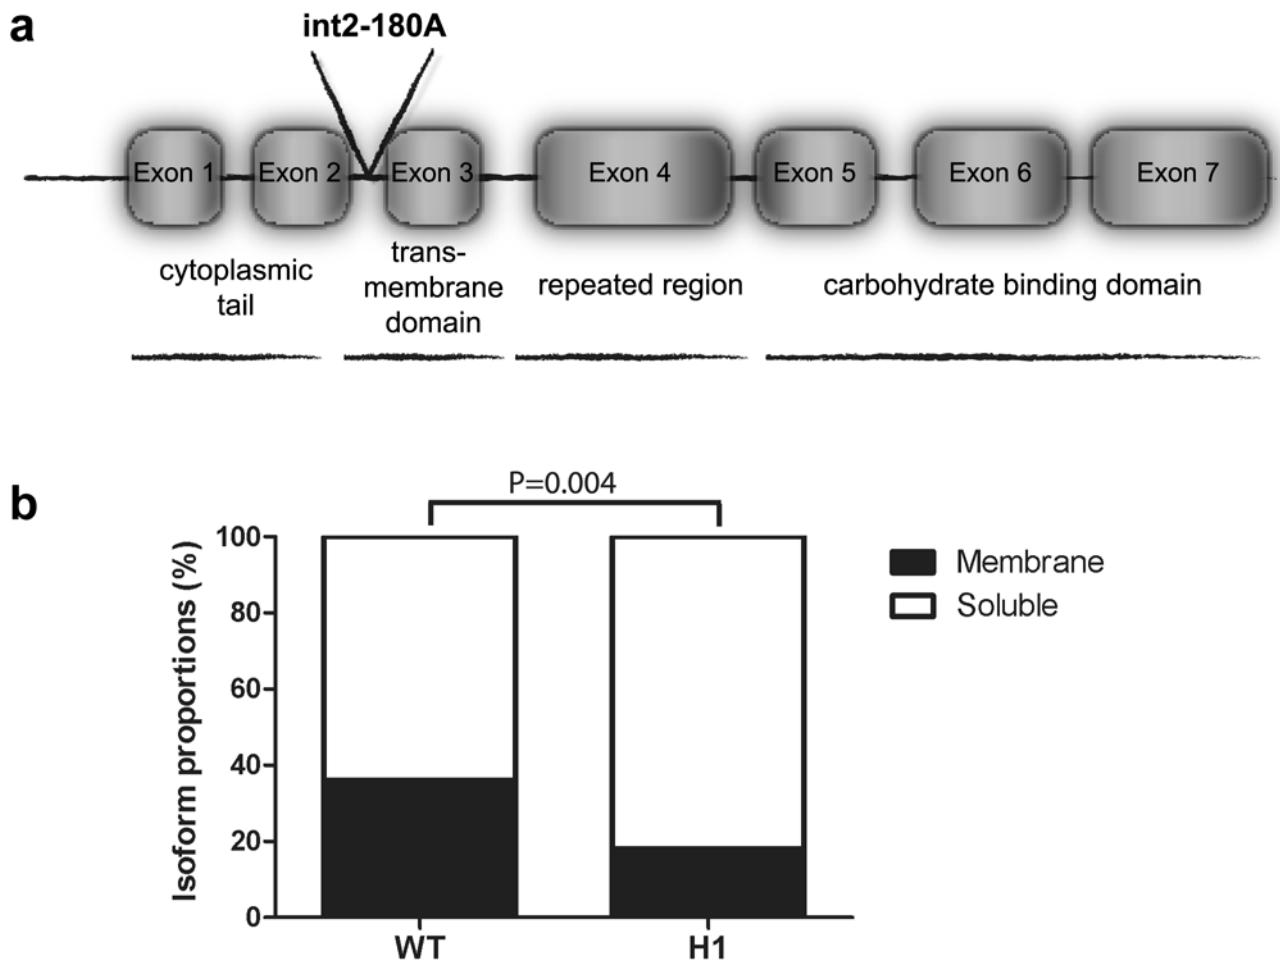 a
int2-180A
Exon 1 Exon 2 Exon 3 Exon 4 Exon 5 Exon 6 Exon 7
cytoplasmic
tail
trans-
membrane
domain
repeated region
carbohydrate binding domain
b
P=0.004
Isoform proportions (%)
100
80
60
40
20
0
WT H1
Membrane
Soluble